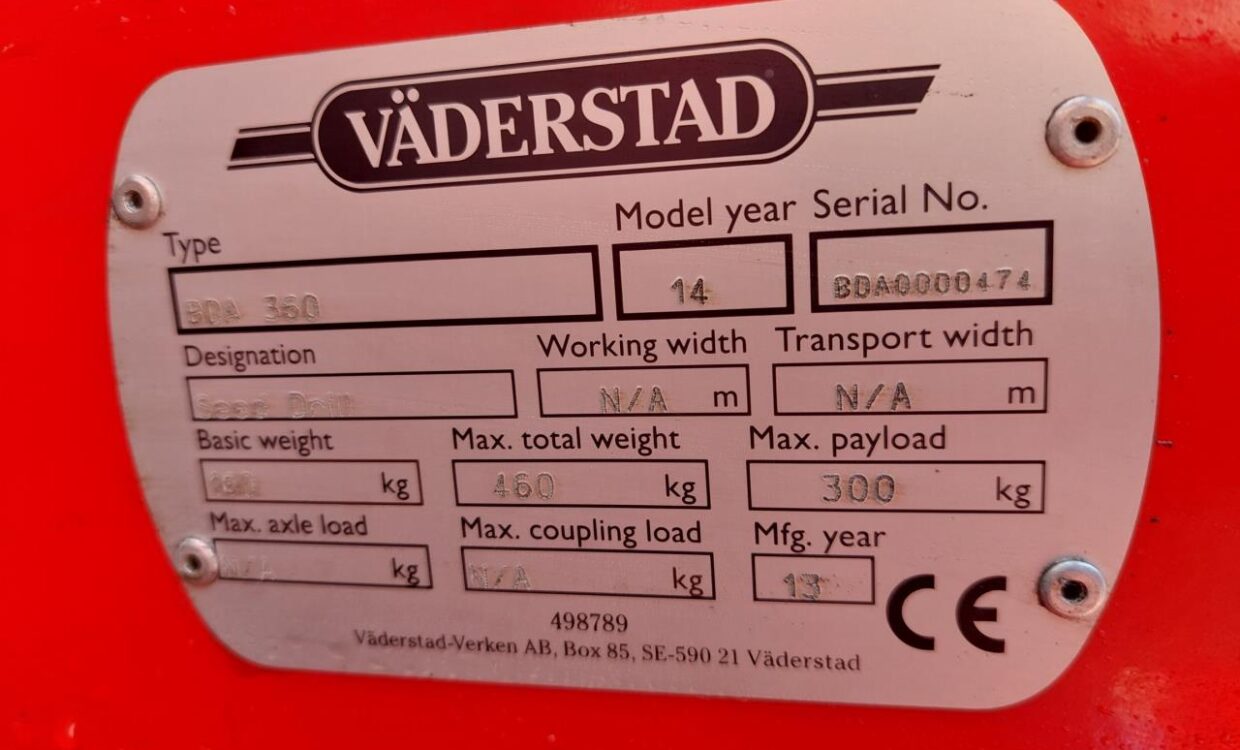 VÄDERSTAD
Type Model year Serial No.
BDA 360 14 BDA0000474
Designation Working width Transport width
Seed Drill N/A m N/A m
Basic weight Max. total weight Max. payload
kg 460 kg 300 kg
Max. axle load Max. coupling load Mfg. year
N/A kg N/A kg 13
CE
498789
Väderstad-Verken AB, Box 85, SE-590 21 Väderstad